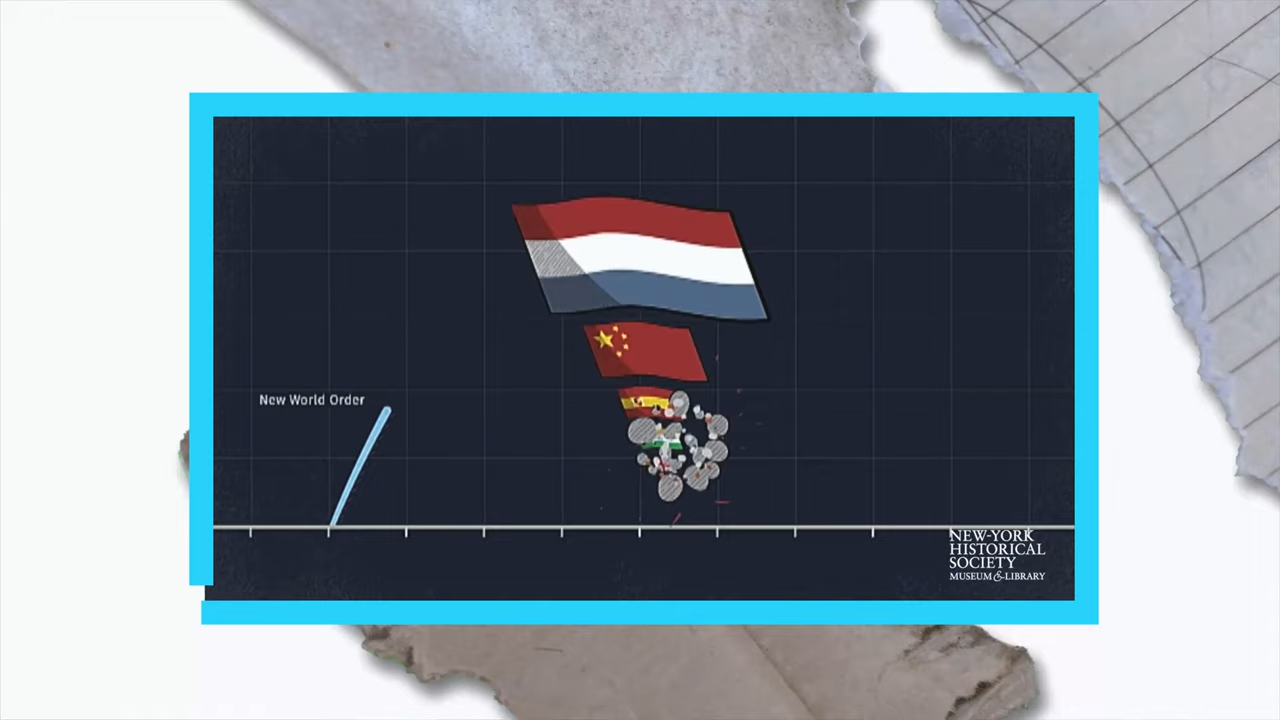 New World Order
NEW-YORK
HISTORICAL
SOCIETY
MUSEUM & LIBRARY